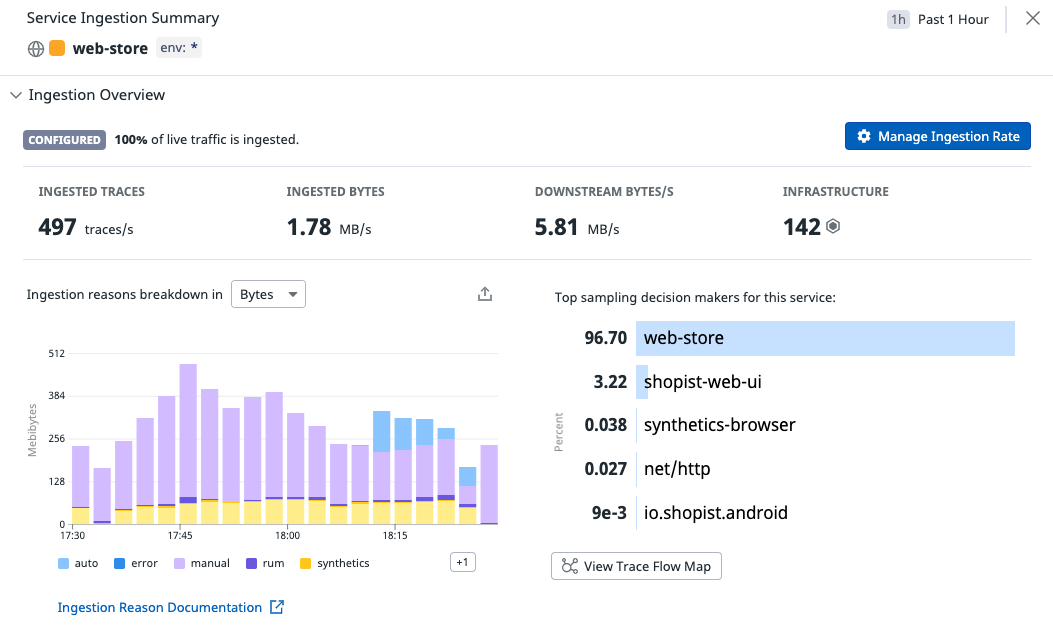 Service Ingestion Summary
1h Past 1 Hour
web-store env: *
Ingestion Overview
CONFIGURED 100% of live traffic is ingested.
Manage Ingestion Rate
INGESTED TRACES INGESTED BYTES DOWNSTREAM BYTES/S INFRASTRUCTURE
497 traces/s 1.78 MB/s 5.81 MB/s 142
Ingestion reasons breakdown in Bytes
Mebibytes
512
384
256
128
0
17:30 17:45 18:00 18:15
auto error manual rum synthetics +1
Ingestion Reason Documentation
Top sampling decision makers for this service:
Percent
96.70 web-store
3.22 shopist-web-ui
0.038 synthetics-browser
0.027 net/http
9e-3 io.shopist.android
View Trace Flow Map